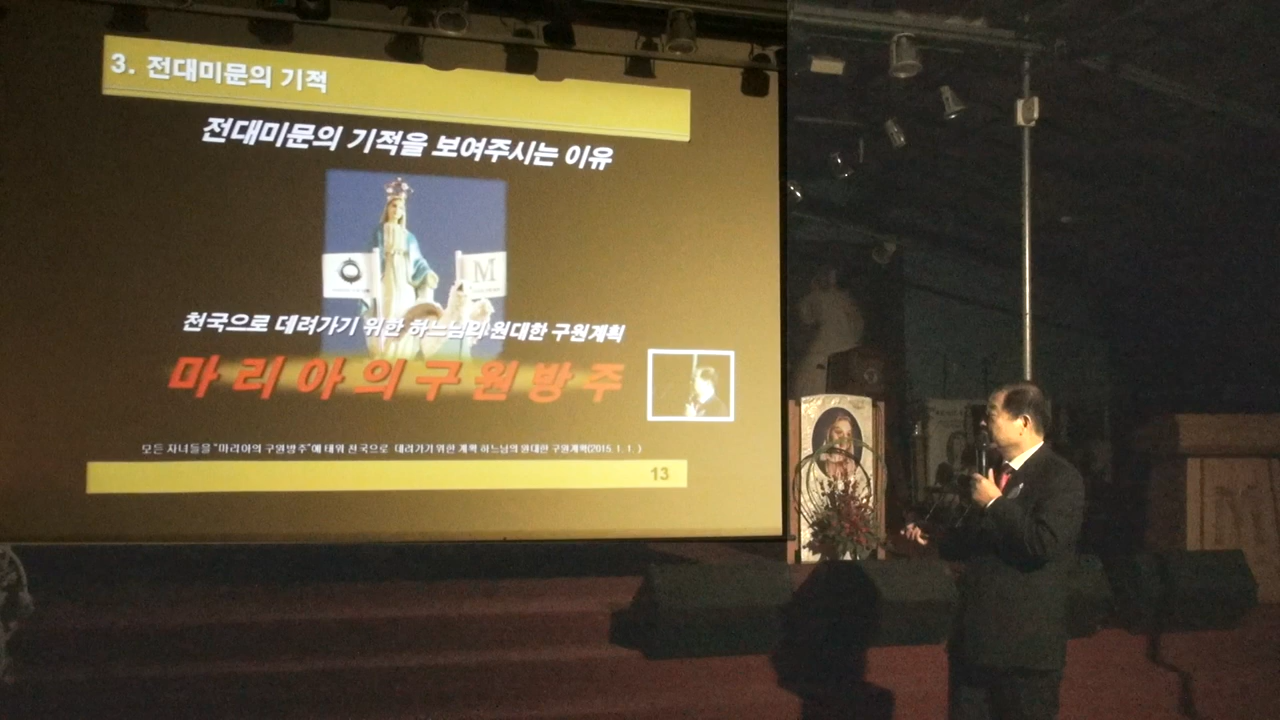 3. 전대미문의 기적
전대미문의 기적을 보여주시는 이유
M
천국으로 데려가기 위한 하느님의 원대한 구원계획
마리아의구원방주
모든 자녀들을 "마리아의 구원방주"에 태워 천국으로 데려가기 위한 계획 하느님의 원대한 구원계획(2015. 1. 1. )
13